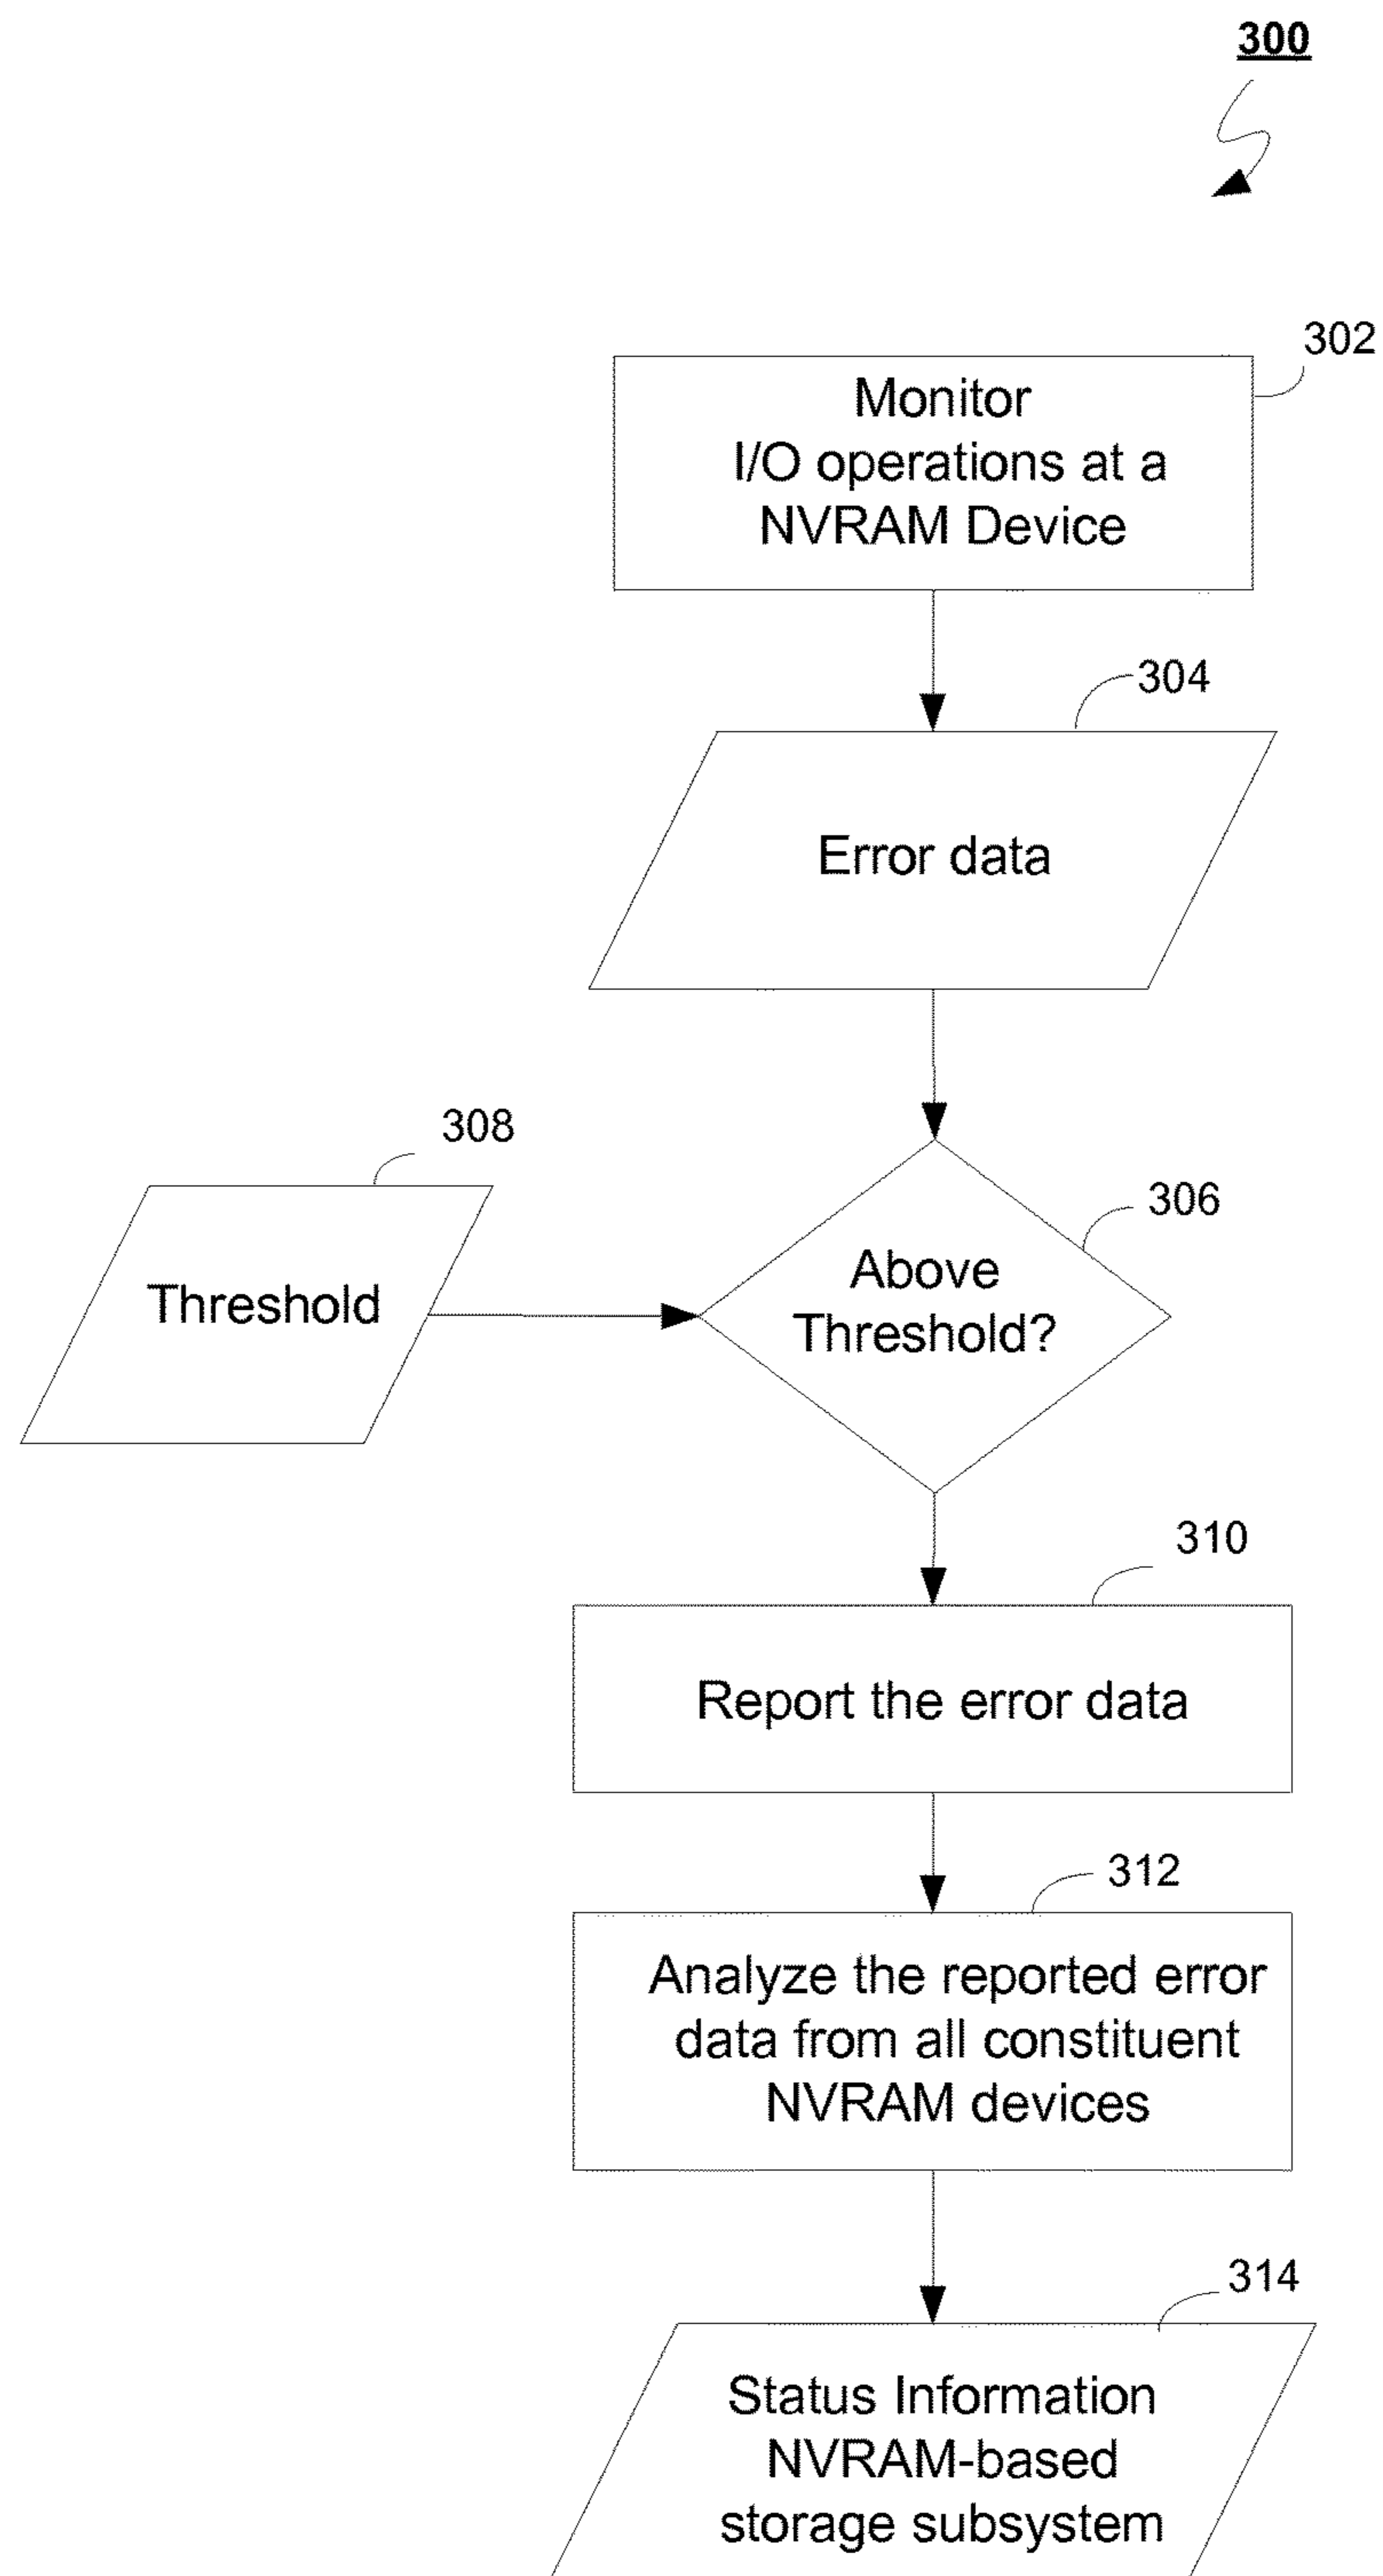 300
302
Monitor
I/O operations at a
NVRAM Device
304
Error data
308
306
Threshold
Above
Threshold?
310
Report the error data
312
Analyze the reported error
data from all constituent
NVRAM devices
314
Status Information
NVRAM-based
storage subsystem